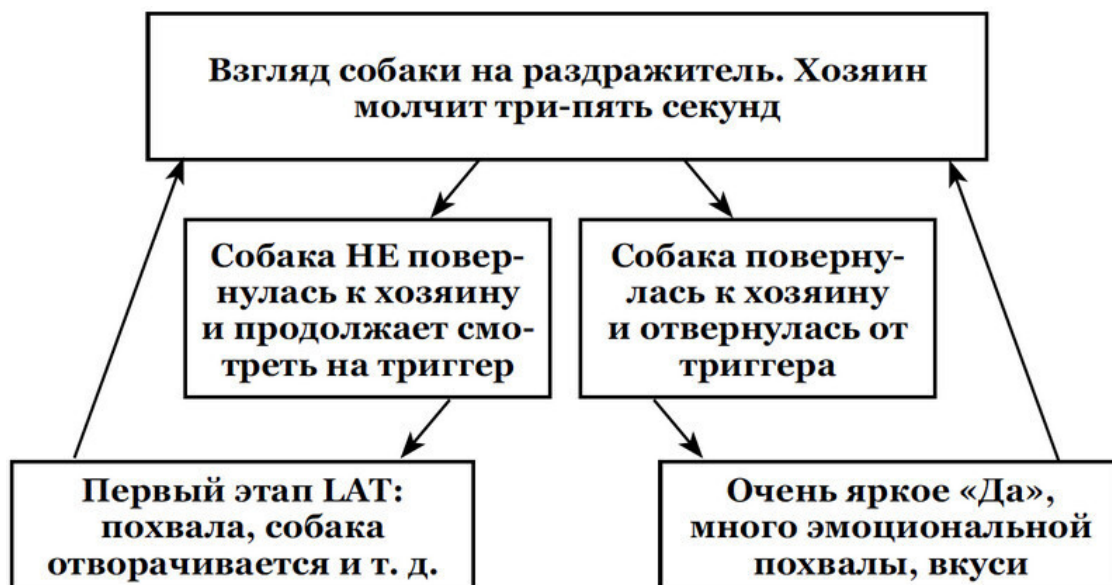 Взгляд собаки на раздражитель. Хозяин
молчит три-пять секунд
Собака НЕ повер-
нулась к хозяину
и продолжает смо-
треть на триггер
Собака поверну-
лась к хозяину
и отвернулась от
триггера
Первый этап LAT:
похвала, собака
отворачивается и т. д.
Очень яркое «Да»,
много эмоциональной
похвалы, вкуси